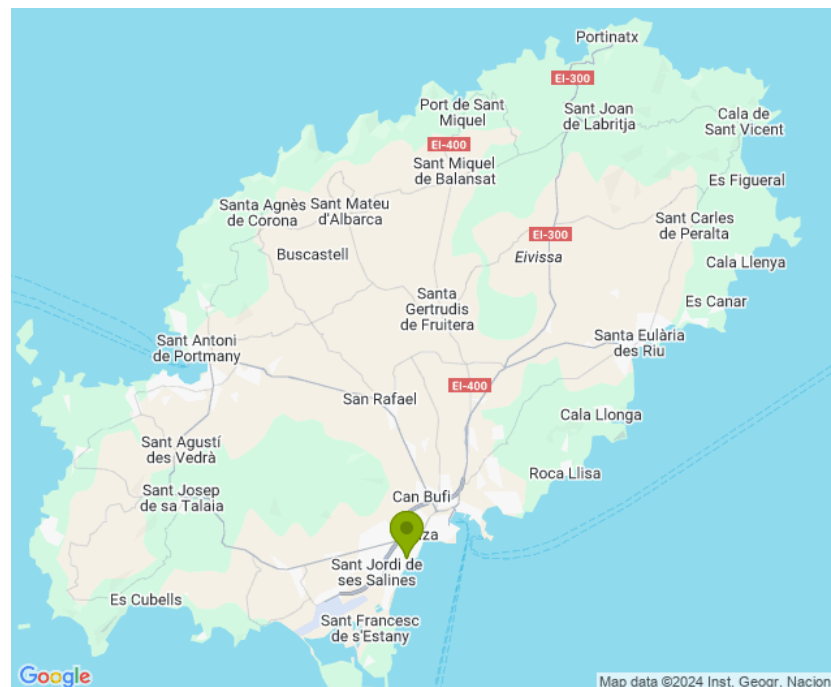 Portinatx
EI-300
Port de Sant
Miquel
Sant Joan
de Labritja
Cala de
Sant Vicent
EI-400
Sant Miquel
de Balansat
Es Figueral
Santa Agnès
de Corona
Sant Mateu
d'Albarca
Sant Carles
de Peralta
EI-300
Buscastell
Eivissa
Cala Llenya
Santa
Gertrudis
de Fruitera
Es Canar
Sant Antoni
de Portmany
Santa Eulària
des Riu
EI-400
San Rafael
Cala Llonga
Sant Agustí
des Vedrà
Roca Llisa
Sant Josep
de sa Talaia
Can Bufi
Sant Jordi de
ses Salines
Es Cubells
Sant Francesc
de s'Estany
Google
Map data ©2024 Inst. Geogr. Nacion